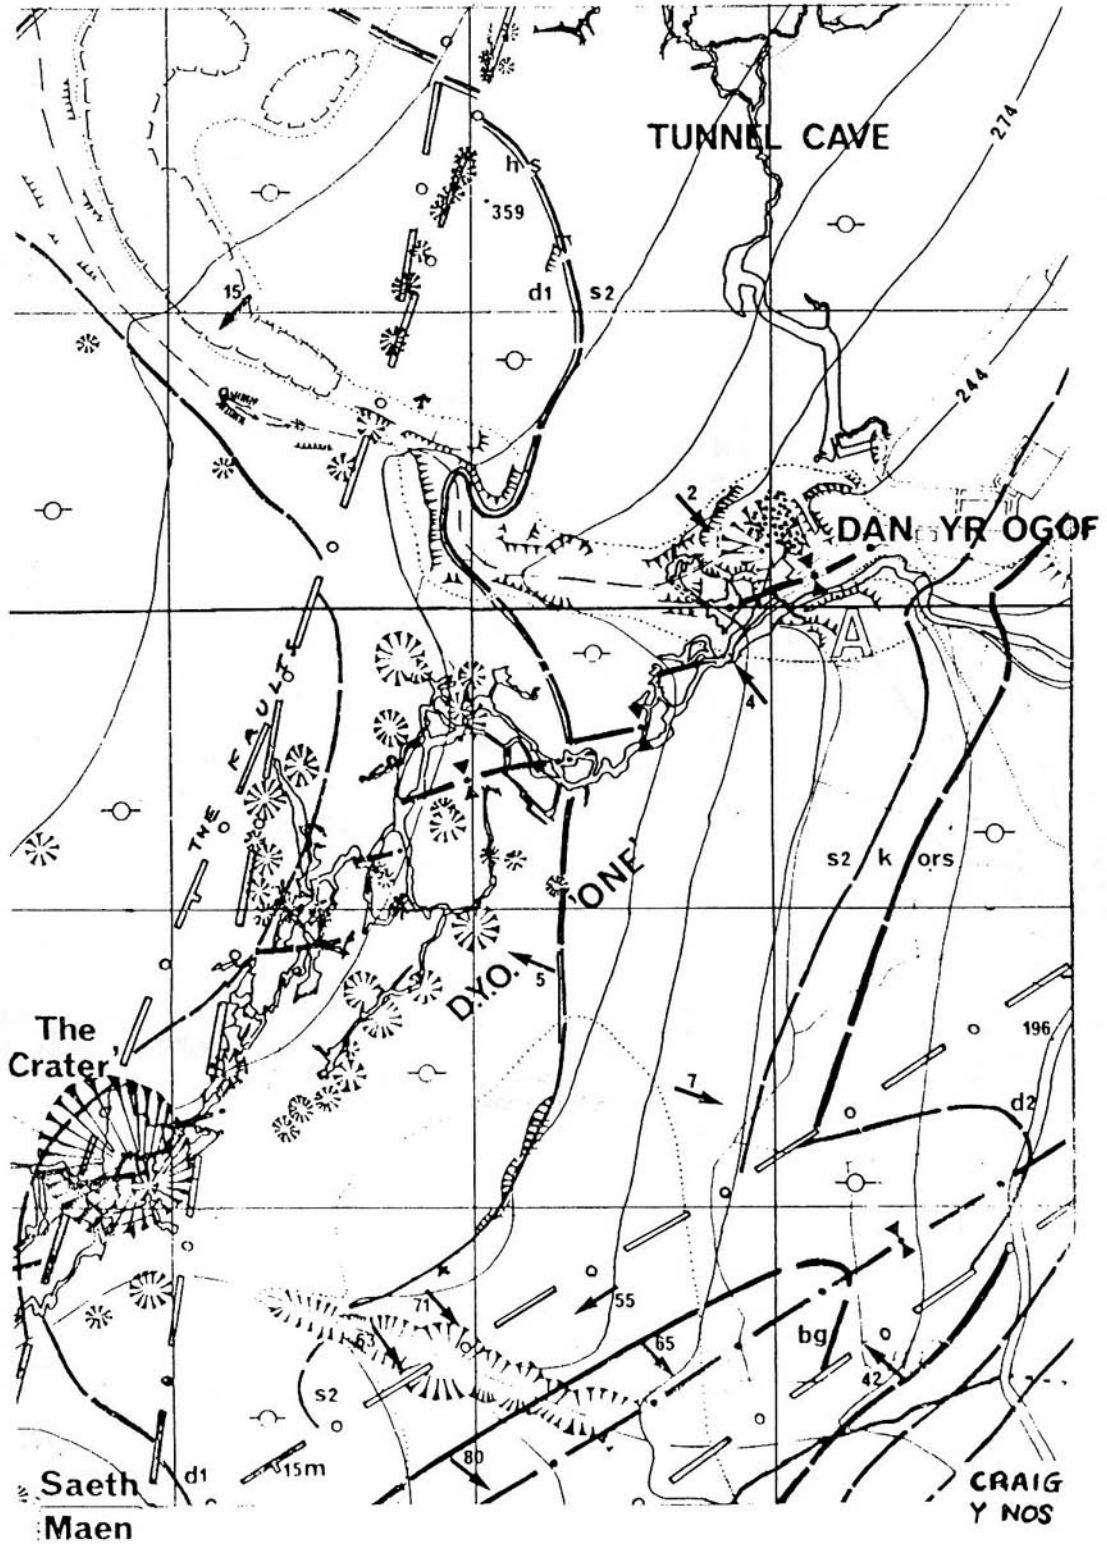 274
TUNNEL CAVE
h s
359
15
d1
s2
244
2
DAN YR OGOF
A
4
THE FAULT
s2
k
ors
'ONE'
D.Y.O.
5
The
Crater'
196
7
d2
71
55
63
65
bg
s2
42
80
15m
d1
Saeth
Maen
CRAIG
Y NOS